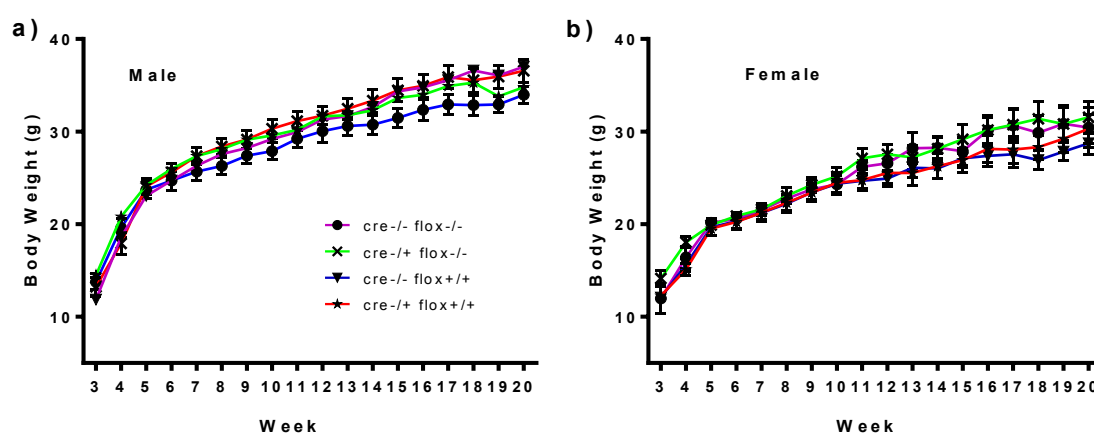 a)
Male
Body Weight (g)
40
30
20
10
cre-/- flox-/-
cre-/+ flox-/-
cre-/- flox+/+
cre-/+ flox+/+
3 4 5 6 7 8 9 10 11 12 13 14 15 16 17 18 19 20
Week
b)
Female
Body Weight (g)
40
30
20
10
3 4 5 6 7 8 9 10 11 12 13 14 15 16 17 18 19 20
Week